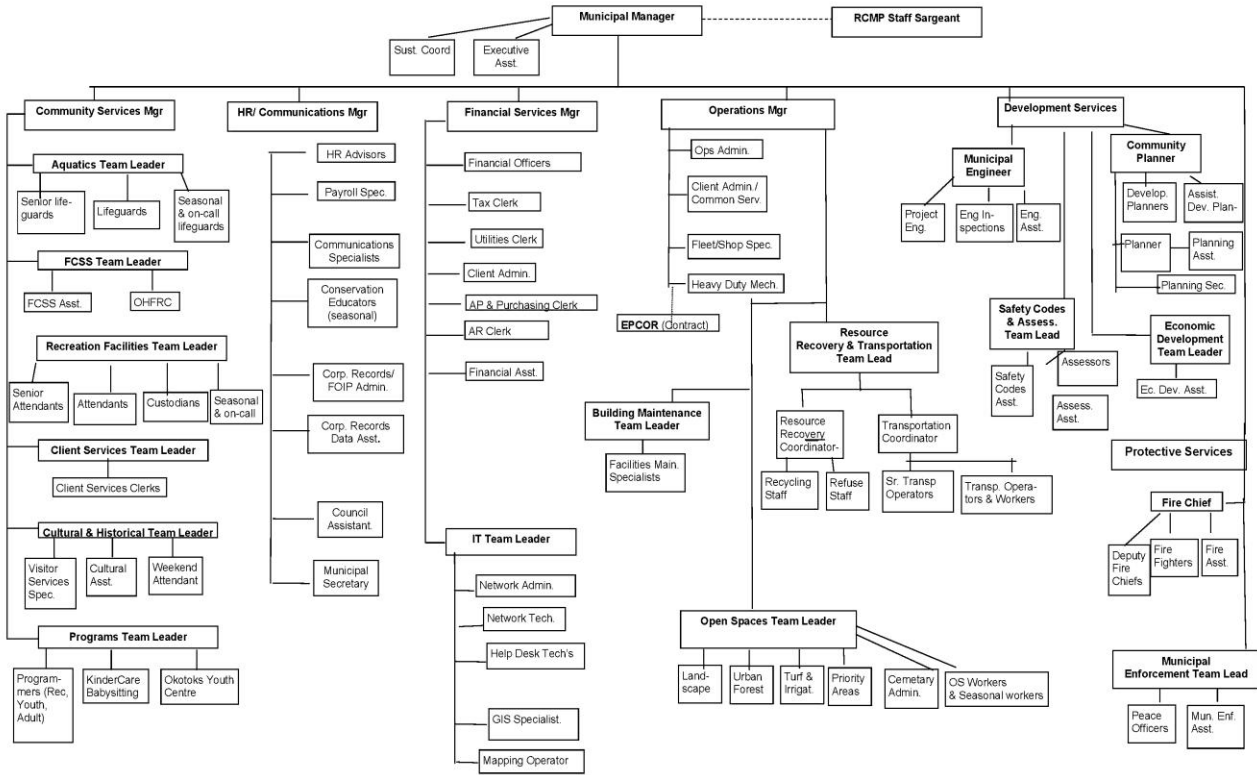 Municipal Manager
RCMP Staff Sargeant
Sust. Coord
Executive
Asst.
Community Services Mgr
HR/ Communications Mgr
Financial Services Mgr
Operations Mgr
Development Services
Aquatics Team Leader
Senior life-
guards
Lifeguards
Seasonal
& on-call
lifeguards
FCSS Team Leader
FCSS Asst.
OHFRC
Recreation Facilities Team Leader
Senior
Attendants
Attendants
Custodians
Seasonal
& on-call
Client Services Team Leader
Client Services Clerks
Cultural & Historical Team Leader
Visitor
Services
Spec.
Cultural
Asst.
Weekend
Attendant
Programs Team Leader
Program-
mers (Rec,
Youth,
Adult)
KinderCare
Babysitting
Okotoks Youth
Centre
HR Advisors
Payroll Spec.
Communications
Specialists
Conservation
Educators
(seasonal)
Corp. Records/
FOIP Admin.
Corp. Records
Data Asst.
Council
Assistant.
Municipal
Secretary
Financial Officers
Tax Clerk
Utilities Clerk
Client Admin.
AP & Purchasing Clerk
AR Clerk
Financial Asst.
IT Team Leader
Network Admin.
Network Tech.
Help Desk Tech's
GIS Specialist.
Mapping Operator
Ops Admin.
Client Admin./
Common Serv.
Fleet/Shop Spec.
Heavy Duty Mech.
EPCOR (Contract)
Resource
Recovery & Transportation
Team Lead
Building Maintenance
Team Leader
Facilities Main.
Specialists
Resource
Recovery
Coordinator-
Transportation
Coordinator
Recycling
Staff
Refuse
Staff
Sr. Transp
Operators
Transp. Opera-
tors & Workers
Open Spaces Team Leader
Land-
scape
Urban
Forest
Turf &
Irrigat.
Priority
Areas
Cemetary
Admin.
OS Workers
& Seasonal workers
Municipal
Engineer
Project
Eng.
Eng In-
spections
Eng.
Asst.
Community
Planner
Develop.
Planners
Assist.
Dev. Plan-
Planner
Planning
Asst.
Planning Sec.
Safety Codes
& Assess.
Team Lead
Safety
Codes
Asst.
Assessors
Assess.
Asst.
Economic
Development
Team Leader
Ec. Dev. Asst.
Protective Services
Fire Chief
Deputy
Fire
Chiefs
Fire
Fighters
Fire
Asst.
Municipal
Enforcement Team Lead
Peace
Officers
Mun. Enf.
Asst.